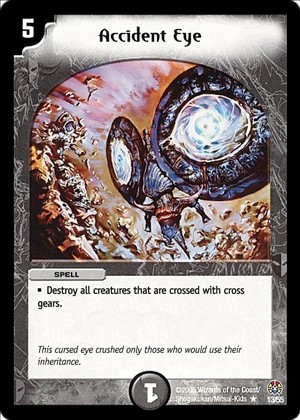 5
Accident Eye
SPELL
▪ Destroy all creatures that are crossed with cross
gears.
This cursed eye crushed only those who would use their
inheritance.
1
©2005 Wizards of the Coast/
Shogakukan/Mitsui-Kids ★ 13/55